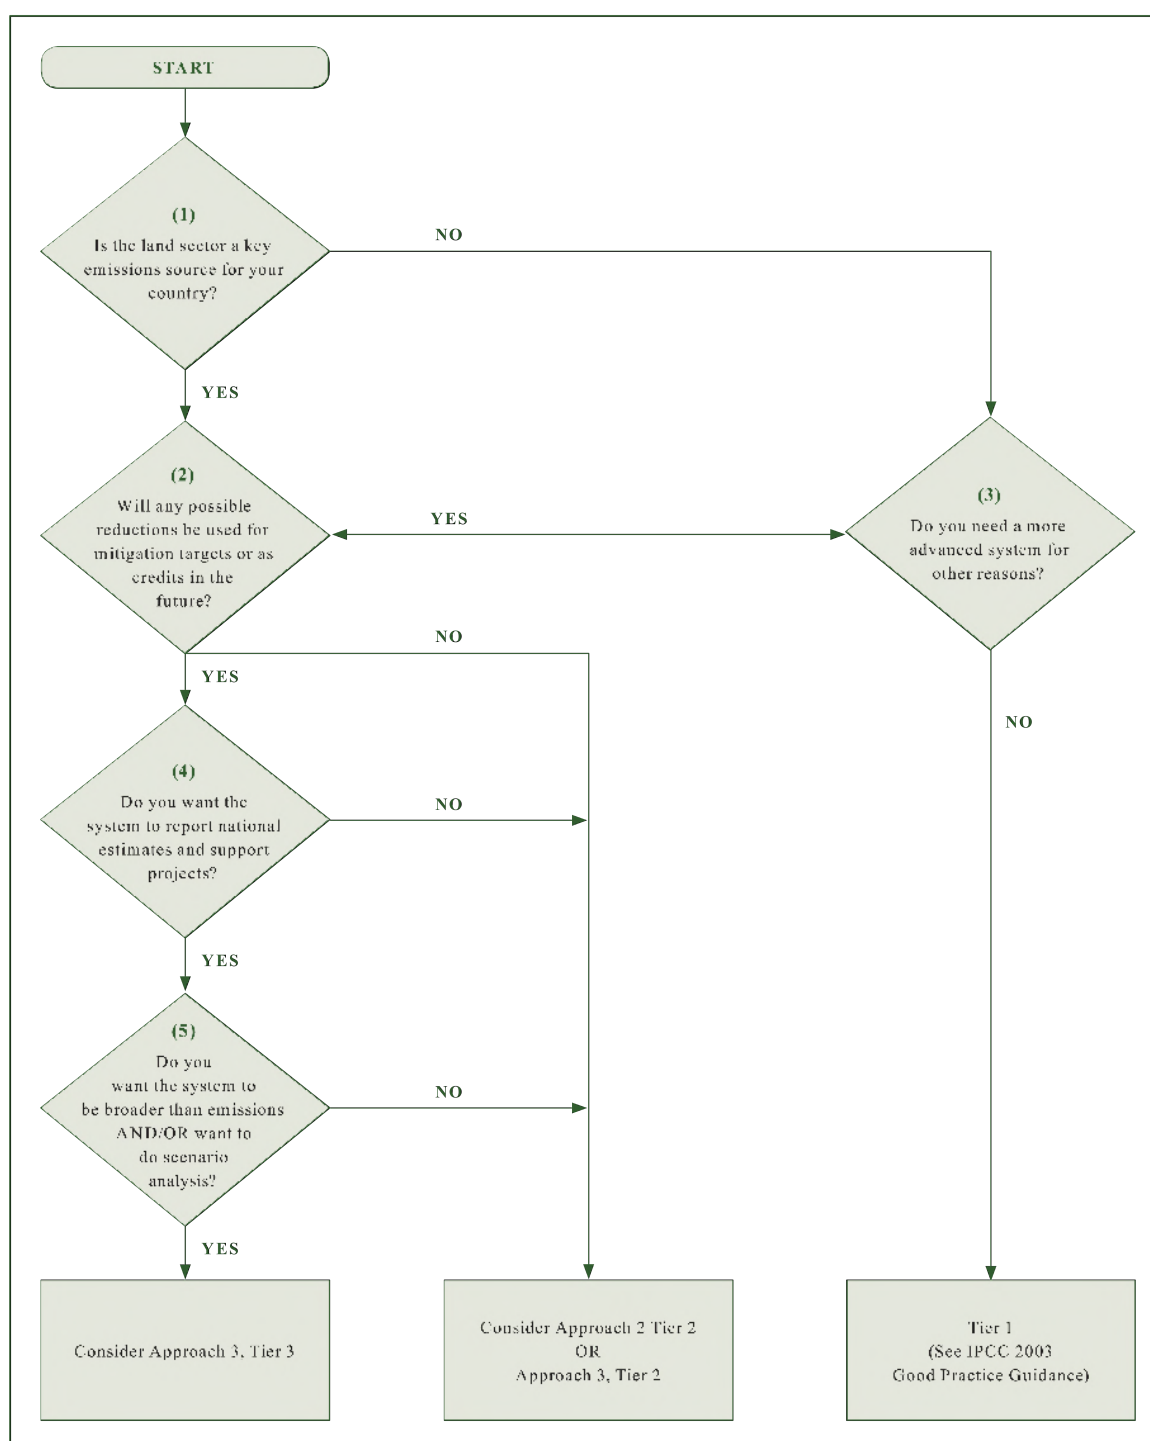 START
(1)
Is the land sector a key
emissions source for your
country?
NO
YES
(2)
Will any possible
reductions be used for
mitigation targets or as
credits in the
future?
YES
(3)
Do you need a more
advanced system for
other reasons?
NO
YES
NO
(4)
Do you want the
system to report national
estimates and support
projects?
NO
YES
(5)
Do you
want the system to
be broader than emissions
AND/OR want to
do scenario
analysis?
NO
YES
Consider Approach 3, Tier 3
Consider Approach 2 Tier 2
OR
Approach 3, Tier 2
Tier 1
(See IPCC 2003
Good Practice Guidance)